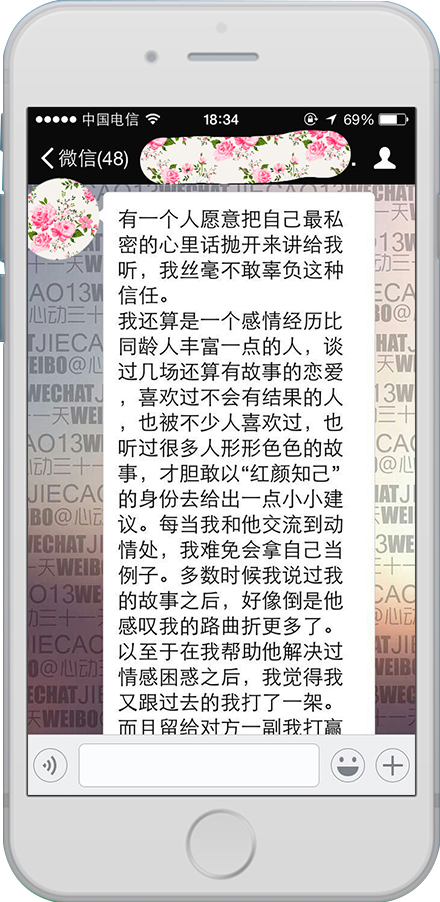 中国电信 18:34 69%
微信(48) .
有一个人愿意把自己最私
密的心里话抛开来讲给我
听，我丝毫不敢辜负这种
信任。
我还算是一个感情经历比
同龄人丰富一点的人，谈
过几场还算有故事的恋爱
，喜欢过不会有结果的人
，也被不少人喜欢过，也
听过很多人形形色色的故
事，才胆敢以“红颜知己”
的身份去给出一点小小建
议。每当我和他交流到动
情处，我难免会拿自己当
例子。多数时候我说过我
的故事之后，好像倒是他
感叹我的路曲折更多了。
以至于在我帮助他解决过
情感困惑之后，我觉得我
又跟过去的我打了一架。
而且留给对方一副我打赢